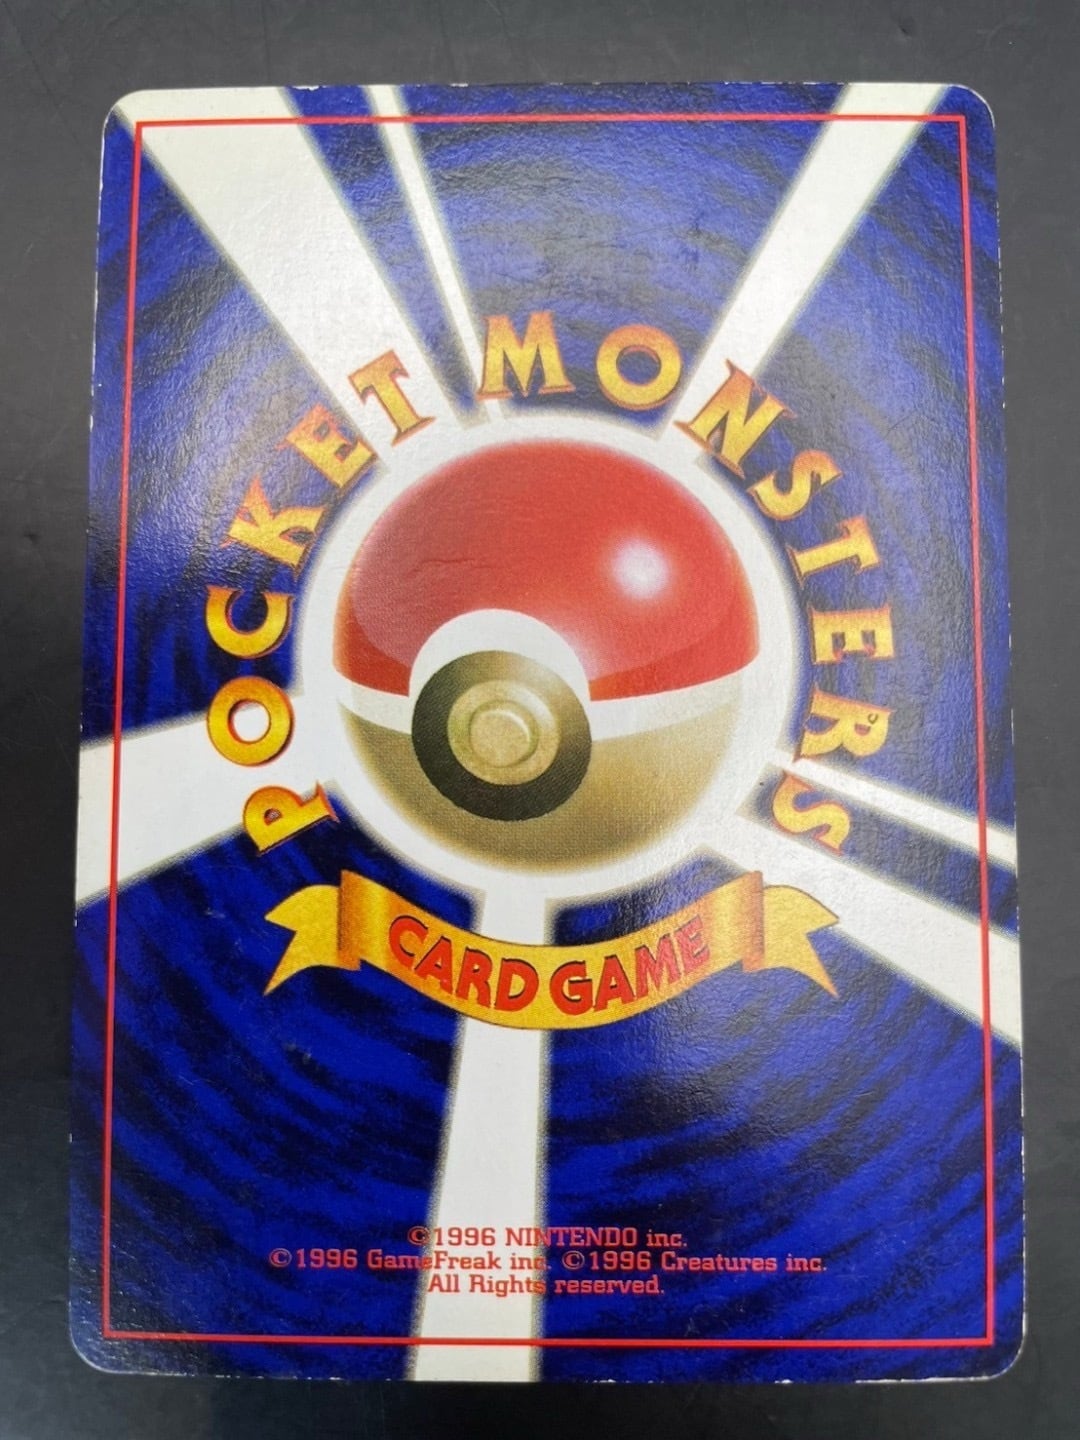 POCKET MONSTERS
CARD GAME
©1996 NINTENDO inc.
©1996 GameFreak inc. ©1996 Creatures inc.
All Rights reserved.